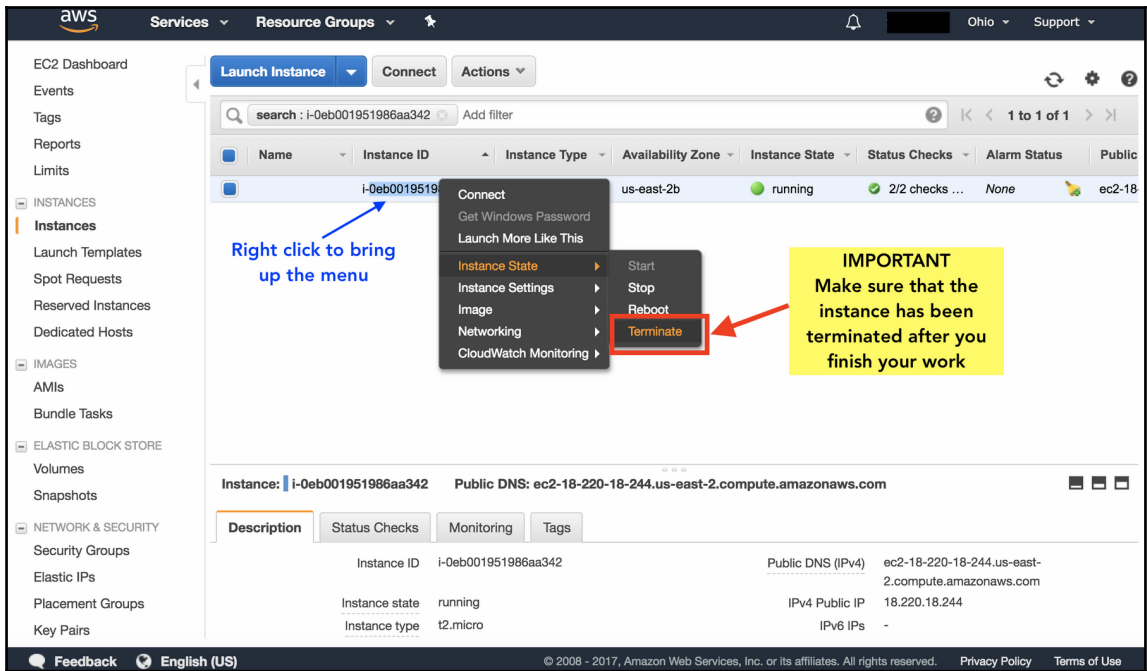 aws Services Resource Groups Ohio Support
EC2 Dashboard
Events
Tags
Reports
Limits
INSTANCES
Instances
Launch Templates
Spot Requests
Reserved Instances
Dedicated Hosts
IMAGES
AMIs
Bundle Tasks
ELASTIC BLOCK STORE
Volumes
Snapshots
NETWORK & SECURITY
Security Groups
Elastic IPs
Placement Groups
Key Pairs
Launch Instance Connect Actions
search : i-0eb001951986aa342 Add filter 1 to 1 of 1
Name Instance ID Instance Type Availability Zone Instance State Status Checks Alarm Status Public
i-0eb0019519 us-east-2b running 2/2 checks ... None ec2-18-
Right click to bring
up the menu
Connect
Get Windows Password
Launch More Like This
Instance State
Instance Settings
Image
Networking
CloudWatch Monitoring
Start
Stop
Reboot
Terminate
IMPORTANT
Make sure that the
instance has been
terminated after you
finish your work
Instance: i-0eb001951986aa342 Public DNS: ec2-18-220-18-244.us-east-2.compute.amazonaws.com
Description Status Checks Monitoring Tags
Instance ID i-0eb001951986aa342
Instance state running
Instance type t2.micro
Public DNS (IPv4) ec2-18-220-18-244.us-east-
2.compute.amazonaws.com
IPv4 Public IP 18.220.18.244
IPv6 IPs -
Feedback English (US) © 2008 - 2017, Amazon Web Services, Inc. or its affiliates. All rights reserved. Privacy Policy Terms of Use